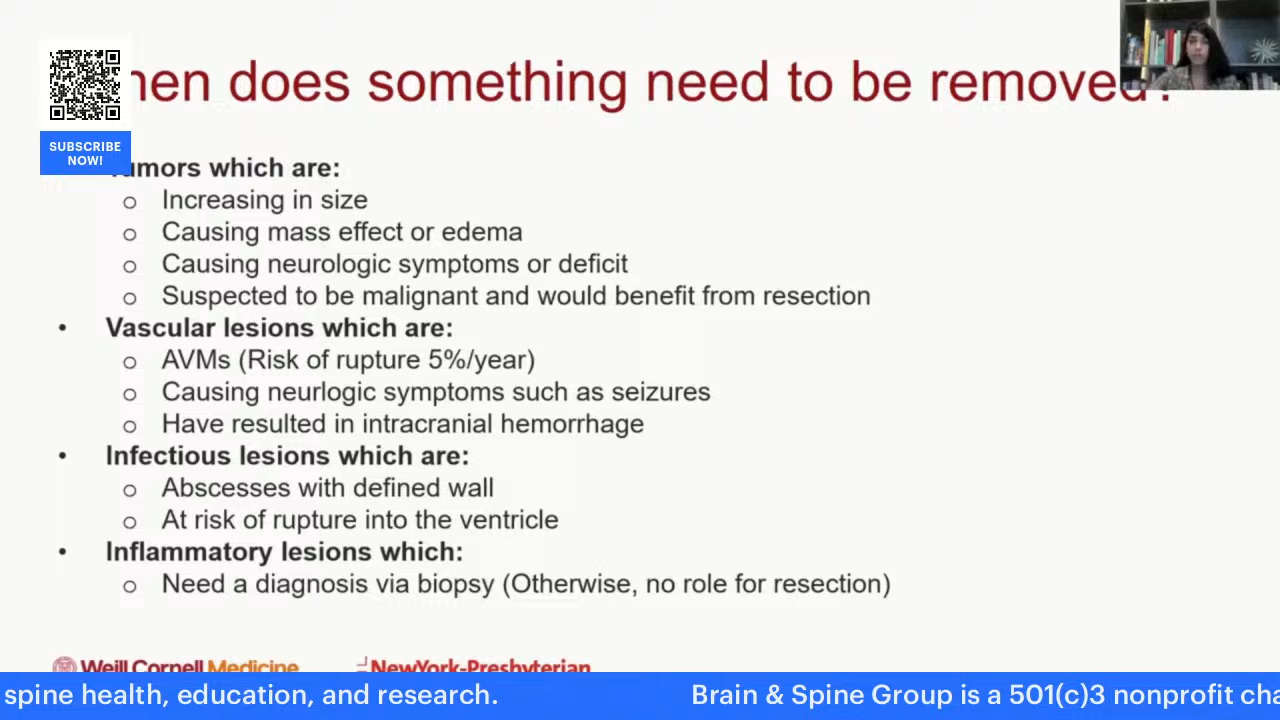 hen does something need to be removed?
SUBSCRIBE
NOW!
Tumors which are:
o Increasing in size
o Causing mass effect or edema
o Causing neurologic symptoms or deficit
o Suspected to be malignant and would benefit from resection
• Vascular lesions which are:
o AVMs (Risk of rupture 5%/year)
o Causing neurlogic symptoms such as seizures
o Have resulted in intracranial hemorrhage
• Infectious lesions which are:
o Abscesses with defined wall
o At risk of rupture into the ventricle
• Inflammatory lesions which:
o Need a diagnosis via biopsy (Otherwise, no role for resection)
Weill Cornell Medicine
NewYork-Presbyterian
spine health, education, and research. Brain & Spine Group is a 501(c)3 nonprofit cha